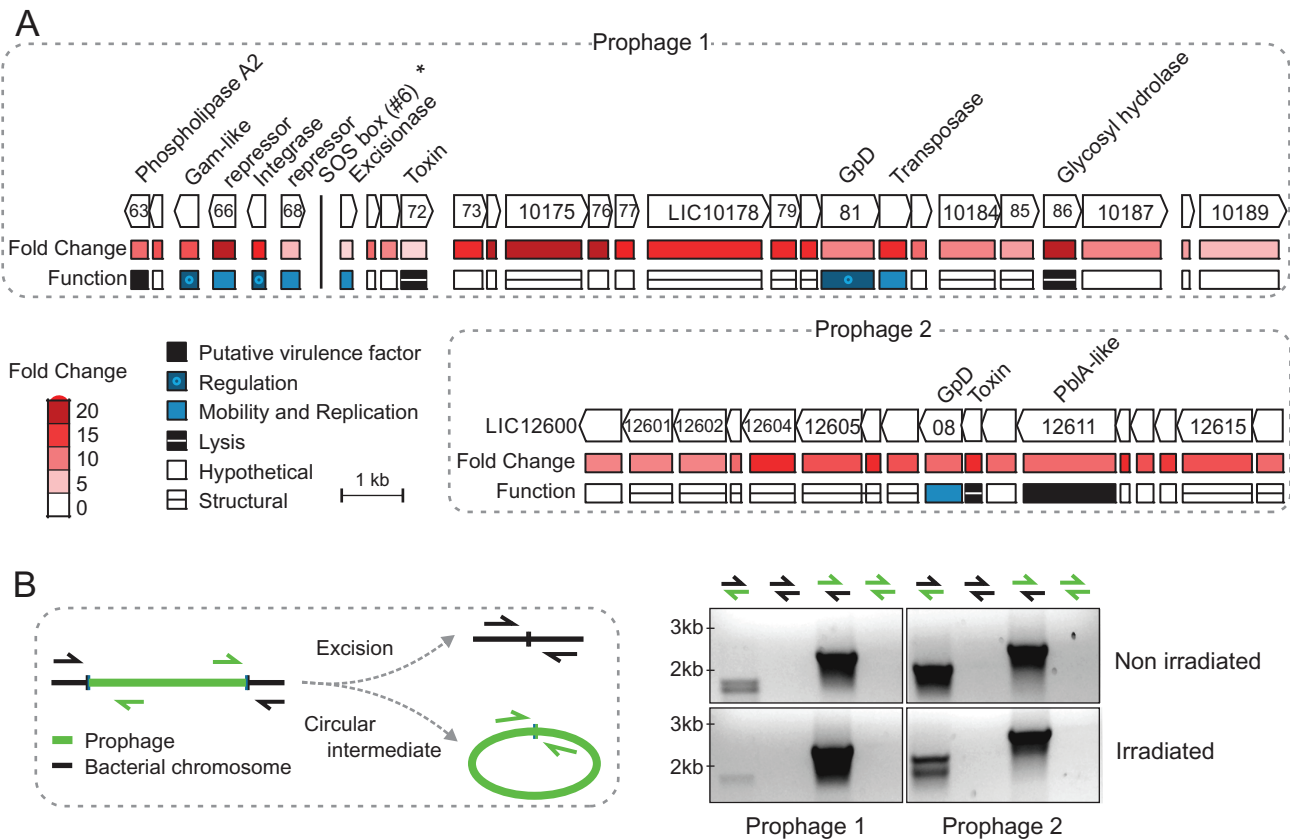 A
Prophage 1
Phospholipase A2
Gam-like
repressor
Integrase
repressor
SOS box (#6) *
Excisionase
Toxin
GpD
Transposase
Glycosyl hydrolase
63 66 68 72 73 10175 76 77 LIC10178 79 81 10184 85 86 10187 10189
Fold Change
Function
Prophage 2
Fold Change
20
15
10
5
0
Putative virulence factor
Regulation
Mobility and Replication
Lysis
Hypothetical
Structural
1 kb
GpD
Toxin
PblA-like
LIC12600 12601 12602 12604 12605 08 12611 12615
Fold Change
Function
B
Excision
Circular
intermediate
Prophage
Bacterial chromosome
3kb
2kb
Non irradiated
3kb
2kb
Irradiated
Prophage 1
Prophage 2